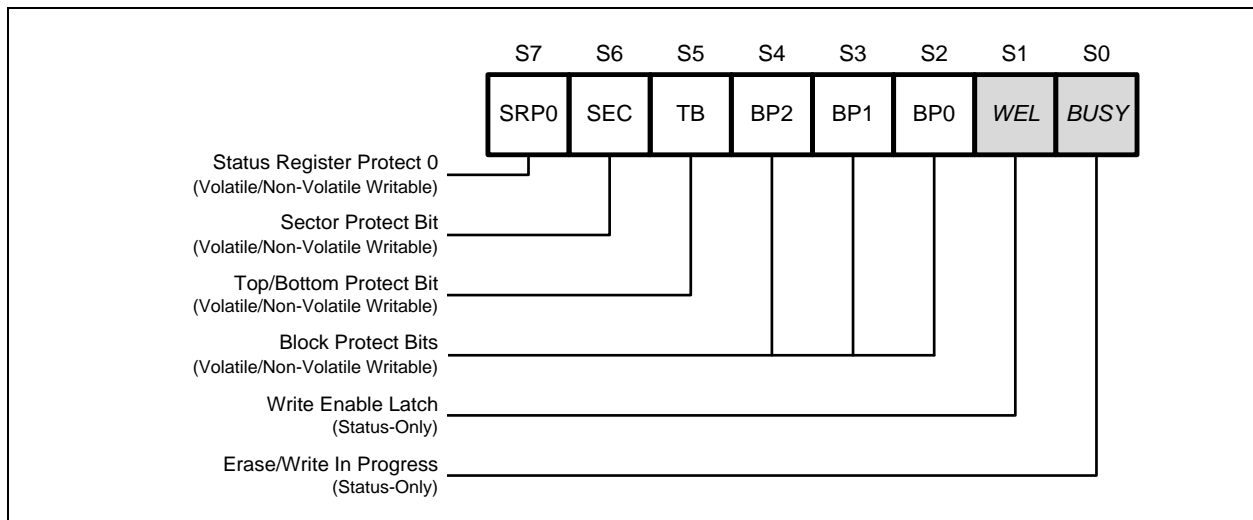 S7 S6 S5 S4 S3 S2 S1 S0
SRP0 SEC TB BP2 BP1 BP0 WEL BUSY
Status Register Protect 0
(Volatile/Non-Volatile Writable)
Sector Protect Bit
(Volatile/Non-Volatile Writable)
Top/Bottom Protect Bit
(Volatile/Non-Volatile Writable)
Block Protect Bits
(Volatile/Non-Volatile Writable)
Write Enable Latch
(Status-Only)
Erase/Write In Progress
(Status-Only)